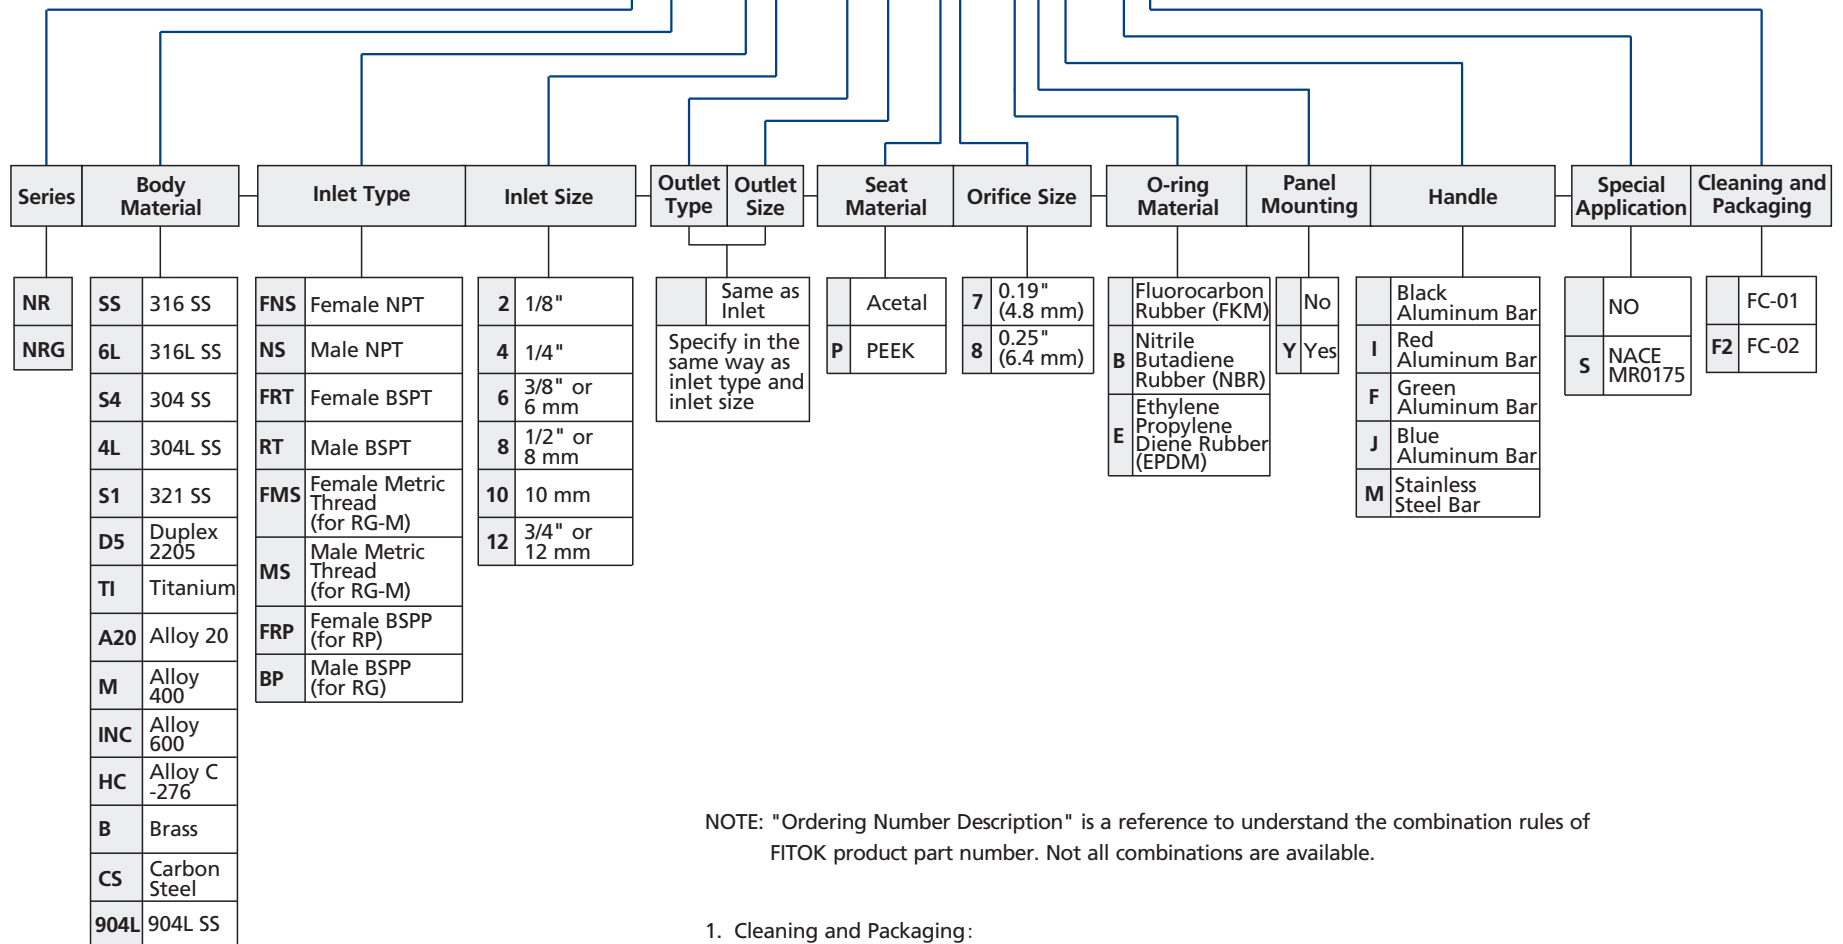 Series
Body
Material
Inlet Type
Inlet Size
Outlet
Type
Outlet
Size
Seat
Material
Orifice Size
O-ring
Material
Panel
Mounting
Handle
Special
Application
Cleaning and
Packaging
NR
NRG
SS 316 SS
6L 316L SS
S4 304 SS
4L 304L SS
S1 321 SS
D5 Duplex
2205
TI Titanium
A20 Alloy 20
M Alloy
400
INC Alloy
600
HC Alloy C
-276
B Brass
CS Carbon
Steel
904L 904L SS
FNS Female NPT
NS Male NPT
FRT Female BSPT
RT Male BSPT
FMS Female Metric
Thread
(for RG-M)
MS Male Metric
Thread
(for RG-M)
FRP Female BSPP
(for RP)
BP Male BSPP
(for RG)
2 1/8"
4 1/4"
6 3/8" or
6 mm
8 1/2" or
8 mm
10 10 mm
12 3/4" or
12 mm
Same as
Inlet
Specify in the
same way as
inlet type and
inlet size
Acetal
P PEEK
7 0.19"
(4.8 mm)
8 0.25"
(6.4 mm)
Fluorocarbon
Rubber (FKM)
B Nitrile
Butadiene
Rubber (NBR)
E Ethylene
Propylene
Diene Rubber
(EPDM)
No
Y Yes
Black
Aluminum Bar
I Red
Aluminum Bar
F Green
Aluminum Bar
J Blue
Aluminum Bar
M Stainless
Steel Bar
NO
S NACE
MR0175
FC-01
F2 FC-02
NOTE: "Ordering Number Description" is a reference to understand the combination rules of
FITOK product part number. Not all combinations are available.
1. Cleaning and Packaging: